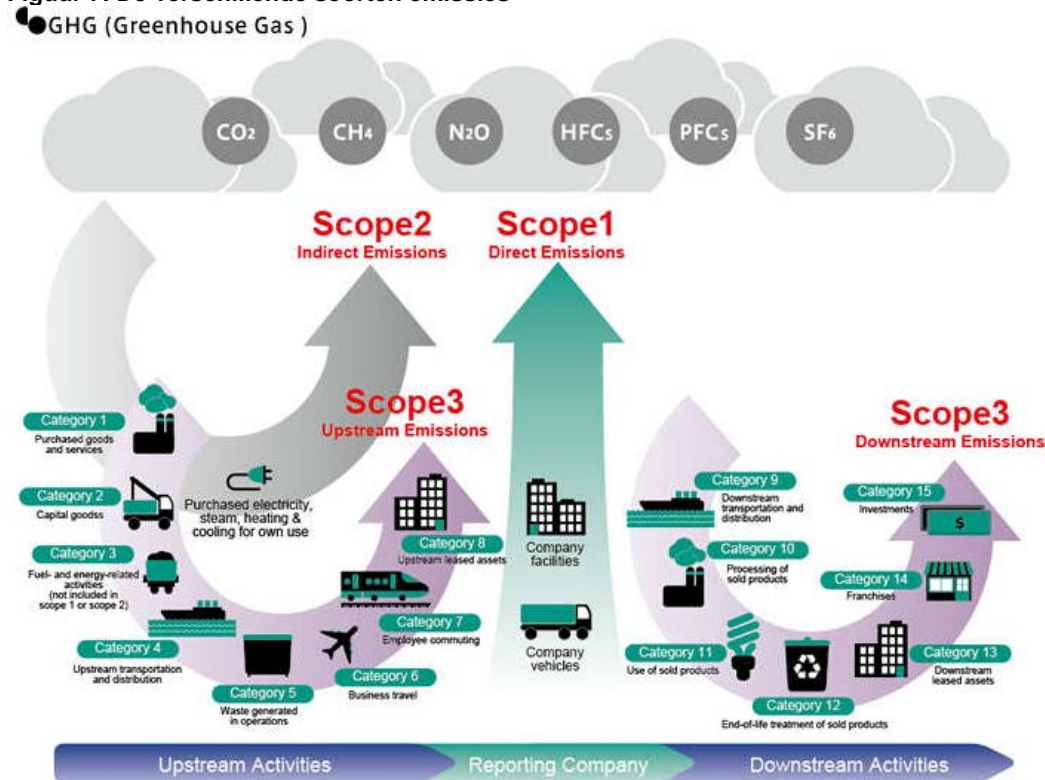 GHG (Greenhouse Gas )
CO2
CH4
N2O
HFCs
PFCs
SF6
Scope2
Indirect Emissions
Scope1
Direct Emissions
Scope3
Upstream Emissions
Scope3
Downstream Emissions
Category 1
Purchased goods
and services
Category 2
Capital goodss
Category 3
Fuel- and energy-related
activities
(not included in
scope 1 or scope 2)
Category 4
Upstream transportation
and distribution
Category 5
Waste generated
in operations
Category 6
Business travel
Category 7
Employee commuting
Category 8
Upstream leased assets
Purchased electricity,
steam, heating &
cooling for own use
Company
facilities
Company
vehicles
Category 9
Downstream
transportation and
distribution
Category 10
Processing of
sold products
Category 11
Use of sold products
Category 12
End-of-life treatment of sold products
Category 13
Downstream
leased assets
Category 14
Franchises
Category 15
Investments
$
Upstream Activities
Reporting Company
Downstream Activities